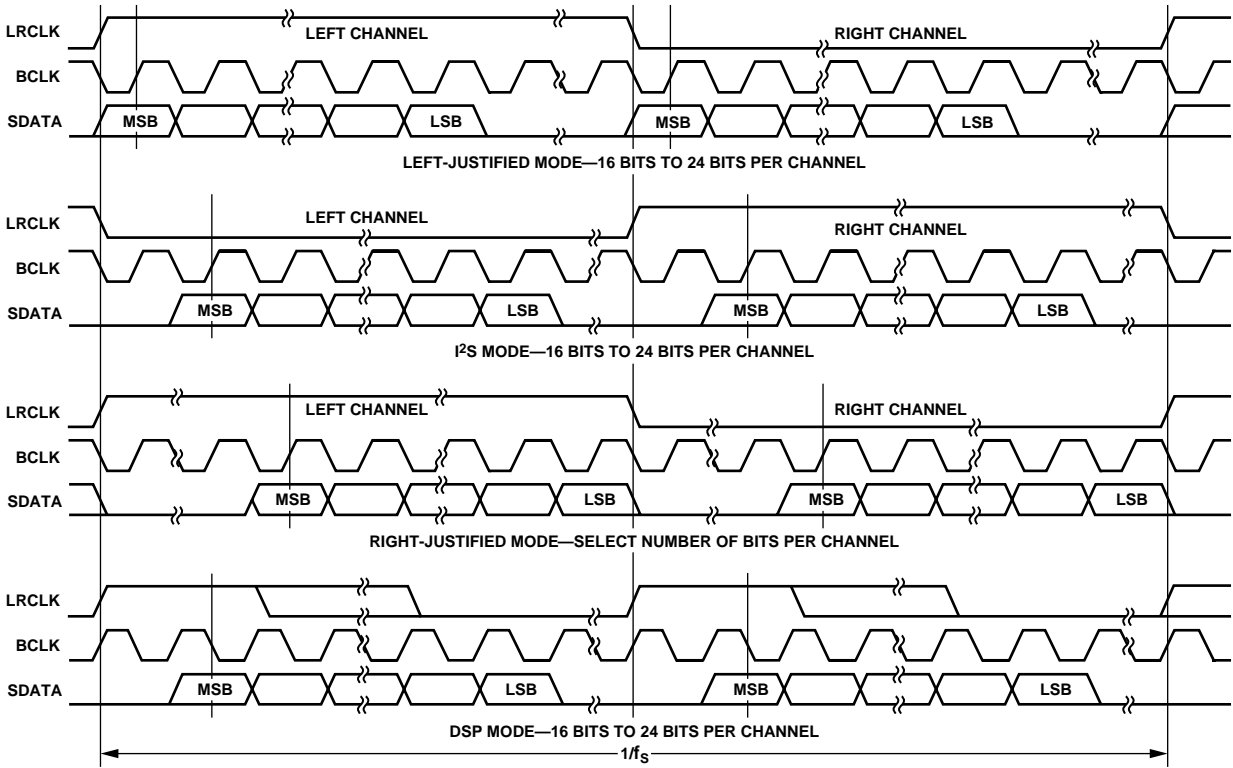 LRCLK LEFT CHANNEL RIGHT CHANNEL
BCLK
SDATA MSB LSB MSB LSB
LEFT-JUSTIFIED MODE—16 BITS TO 24 BITS PER CHANNEL
LRCLK LEFT CHANNEL RIGHT CHANNEL
BCLK
SDATA MSB LSB MSB LSB
I²S MODE—16 BITS TO 24 BITS PER CHANNEL
LRCLK LEFT CHANNEL RIGHT CHANNEL
BCLK
SDATA MSB LSB MSB LSB
RIGHT-JUSTIFIED MODE—SELECT NUMBER OF BITS PER CHANNEL
LRCLK
BCLK
SDATA MSB LSB MSB LSB
DSP MODE—16 BITS TO 24 BITS PER CHANNEL
1/fS